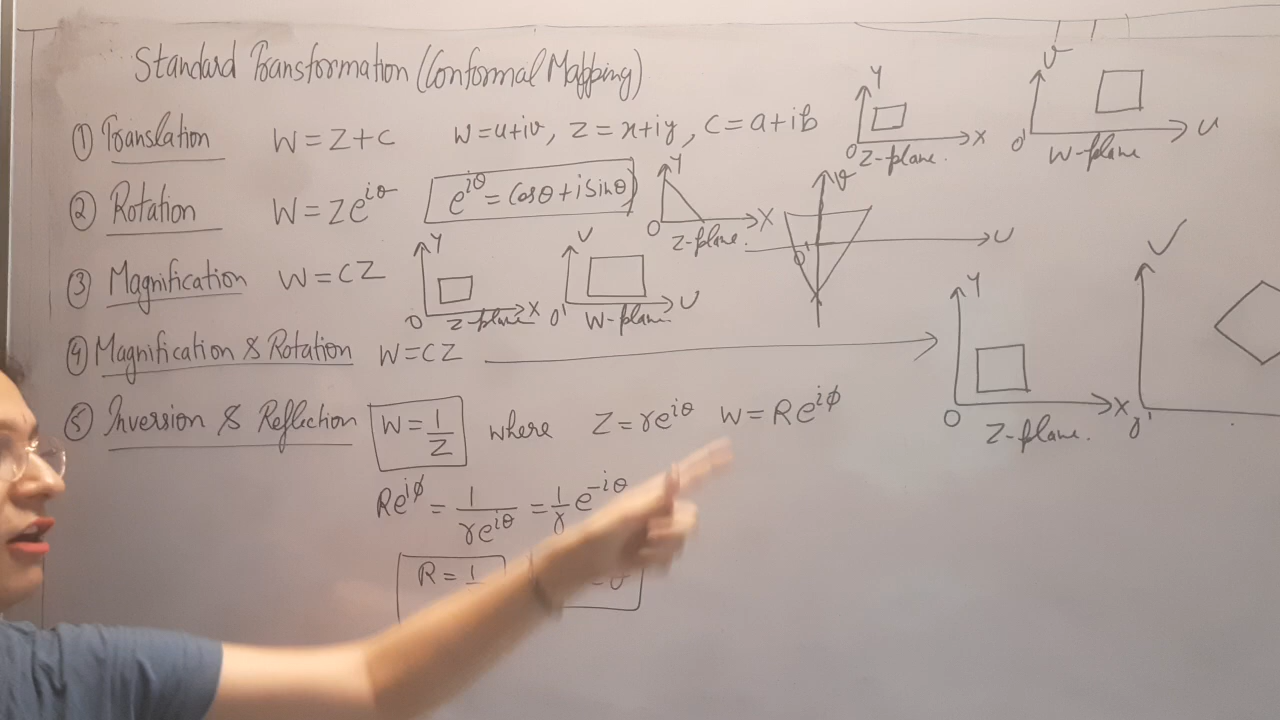 Standard Transformation (Conformal Mapping)
① Translation W = Z + C w = u+iv, z = x+iy, c = a+ib
Y X O Z-plane. V U O' W-plane
② Rotation W = Ze^{iθ} e^{iθ} = Cosθ + i Sinθ
Y X O Z-plane. V U O'
③ Magnification W = CZ
Y X O Z-plane V U O' W-plane.
④ Magnification & Rotation W = CZ
Y X O Z-plane. V O'
⑤ Inversion & Reflection W = 1/Z where Z = re^{iθ} W = Re^{iϕ}
Re^{iϕ} = 1/re^{iθ} = 1/r e^{-iθ}
R = 1